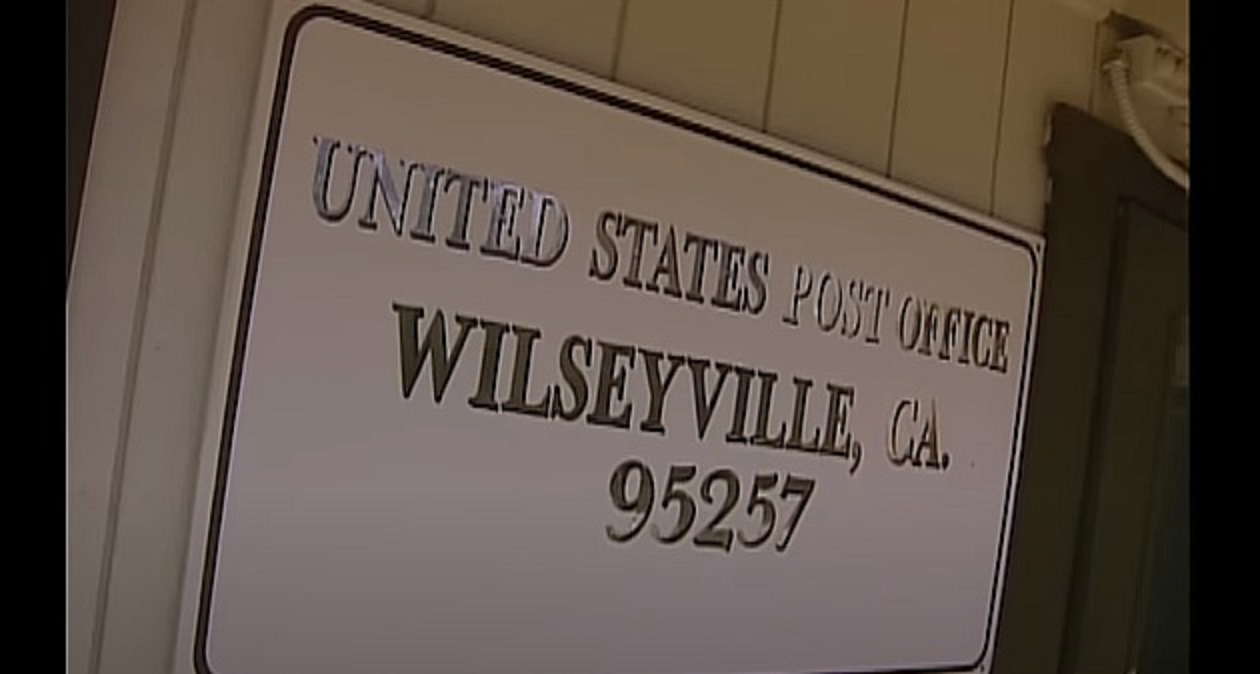 UNITED STATES POST OFFICE
WILSEYVILLE, CA.
95257